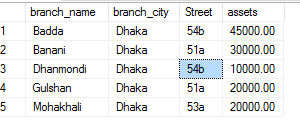 branch_name branch_city Street assets
1 Badda Dhaka 54b 45000.00
2 Banani Dhaka 51a 30000.00
3 Dhanmondi Dhaka 54b 10000.00
4 Gulshan Dhaka 51a 20000.00
5 Mohakhali Dhaka 53a 20000.00